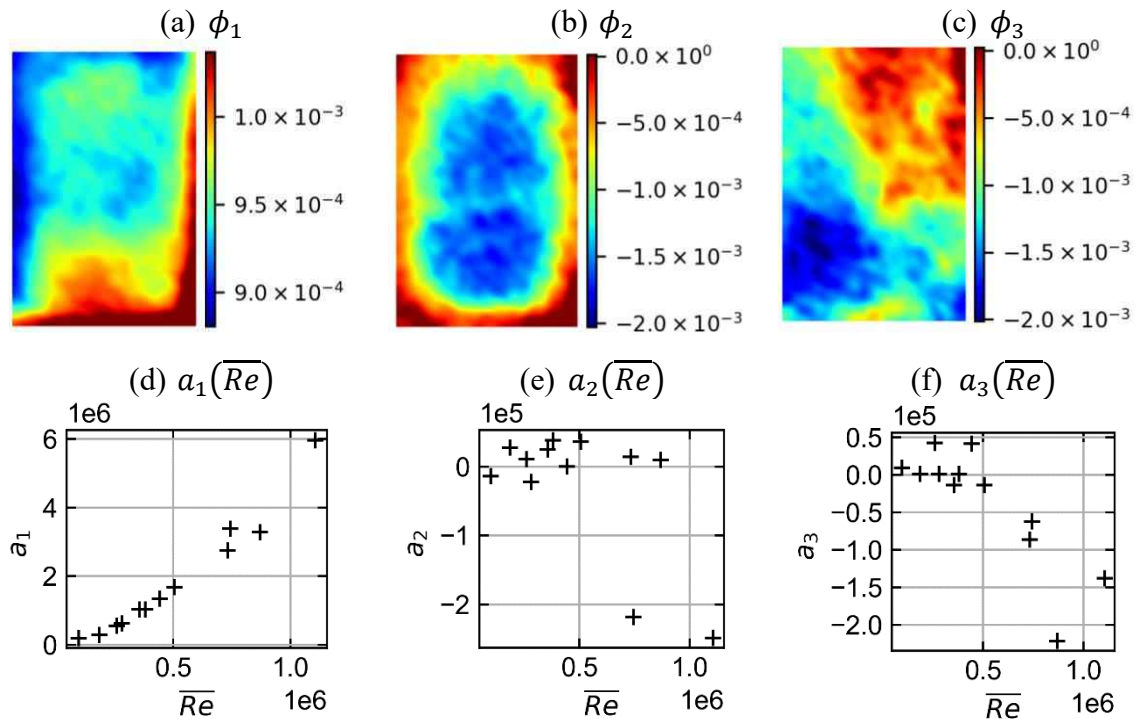 (a) ϕ₁ (b) ϕ₂ (c) ϕ₃
1.0 × 10⁻³
9.5 × 10⁻⁴
9.0 × 10⁻⁴
0.0 × 10⁰
−5.0 × 10⁻⁴
−1.0 × 10⁻³
−1.5 × 10⁻³
−2.0 × 10⁻³
0.0 × 10⁰
−5.0 × 10⁻⁴
−1.0 × 10⁻³
−1.5 × 10⁻³
−2.0 × 10⁻³
(d) a₁(R̅e̅) (e) a₂(R̅e̅) (f) a₃(R̅e̅)
1e6
6
4
2
0
a₁
0.5 1.0
R̅e̅ 1e6
1e5
0
−1
−2
a₂
0.5 1.0
R̅e̅ 1e6
1e5
0.5
0.0
−0.5
−1.0
−1.5
−2.0
a₃
0.5 1.0
R̅e̅ 1e6